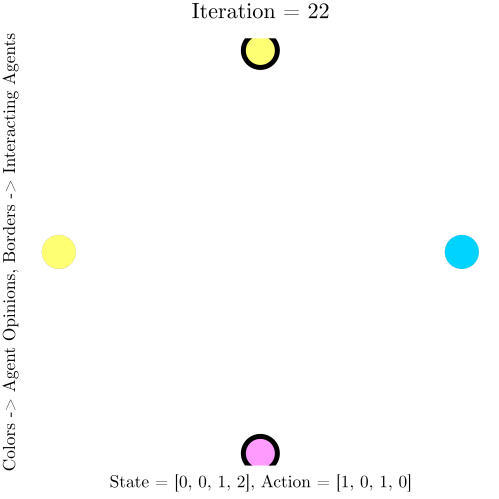 Iteration = 22
Colors -> Agent Opinions, Borders -> Interacting Agents
State = [0, 0, 1, 2], Action = [1, 0, 1, 0]